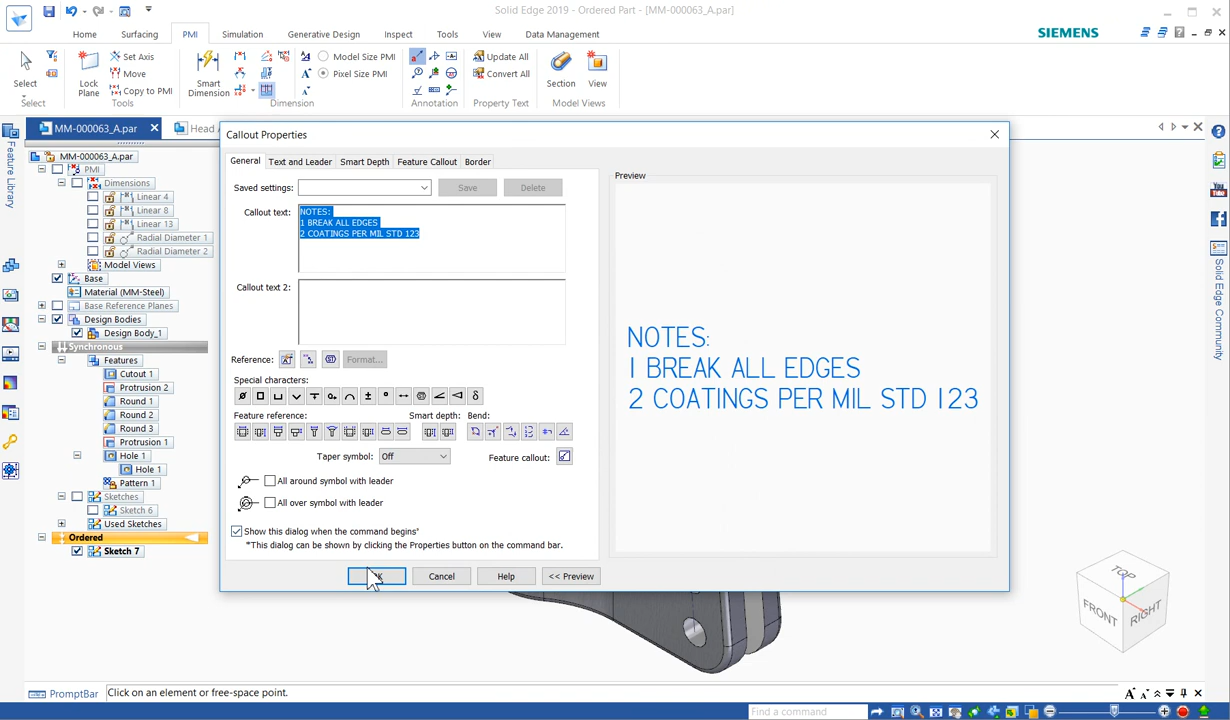 Solid Edge 2019 - Ordered Part - [MM-000063_A.par]
Home Surfacing PMI Simulation Generative Design Inspect Tools View Data Management
SIEMENS
Select
Lock Plane
Set Axis
Move
Copy to PMI
Smart Dimension
Model Size PMI
Pixel Size PMI
Update All
Convert All
Section
View
Select Tools Dimension Annotation Property Text Model Views
MM-000063_A.par
Head
Feature Library
MM-000063_A.par
PMI
Dimensions
Linear 4
Linear 8
Linear 13
Radial Diameter 1
Radial Diameter 2
Model Views
Base
Material (MM-Steel)
Base Reference Planes
Design Bodies
Design Body_1
Synchronous
Features
Cutout 1
Protrusion 2
Round 1
Round 2
Round 3
Protrusion 1
Hole 1
Hole 1
Pattern 1
Sketches
Sketch 6
Used Sketches
Ordered
Sketch 7
Callout Properties
General Text and Leader Smart Depth Feature Callout Border
Saved settings:
Save
Delete
Callout text:
NOTES:
1 BREAK ALL EDGES
2 COATINGS PER MIL STD 123
Callout text 2:
Reference:
Format...
Special characters:
Feature reference:
Smart depth:
Bend:
Taper symbol: Off
Feature callout:
All around symbol with leader
All over symbol with leader
Show this dialog when the command begins*
*This dialog can be shown by clicking the Properties button on the command bar.
Cancel
Help
<< Preview
Preview
NOTES:
1 BREAK ALL EDGES
2 COATINGS PER MIL STD 123
Solid Edge Community
TOP
FRONT
RIGHT
PromptBar
Click on an element or free-space point.
Find a command